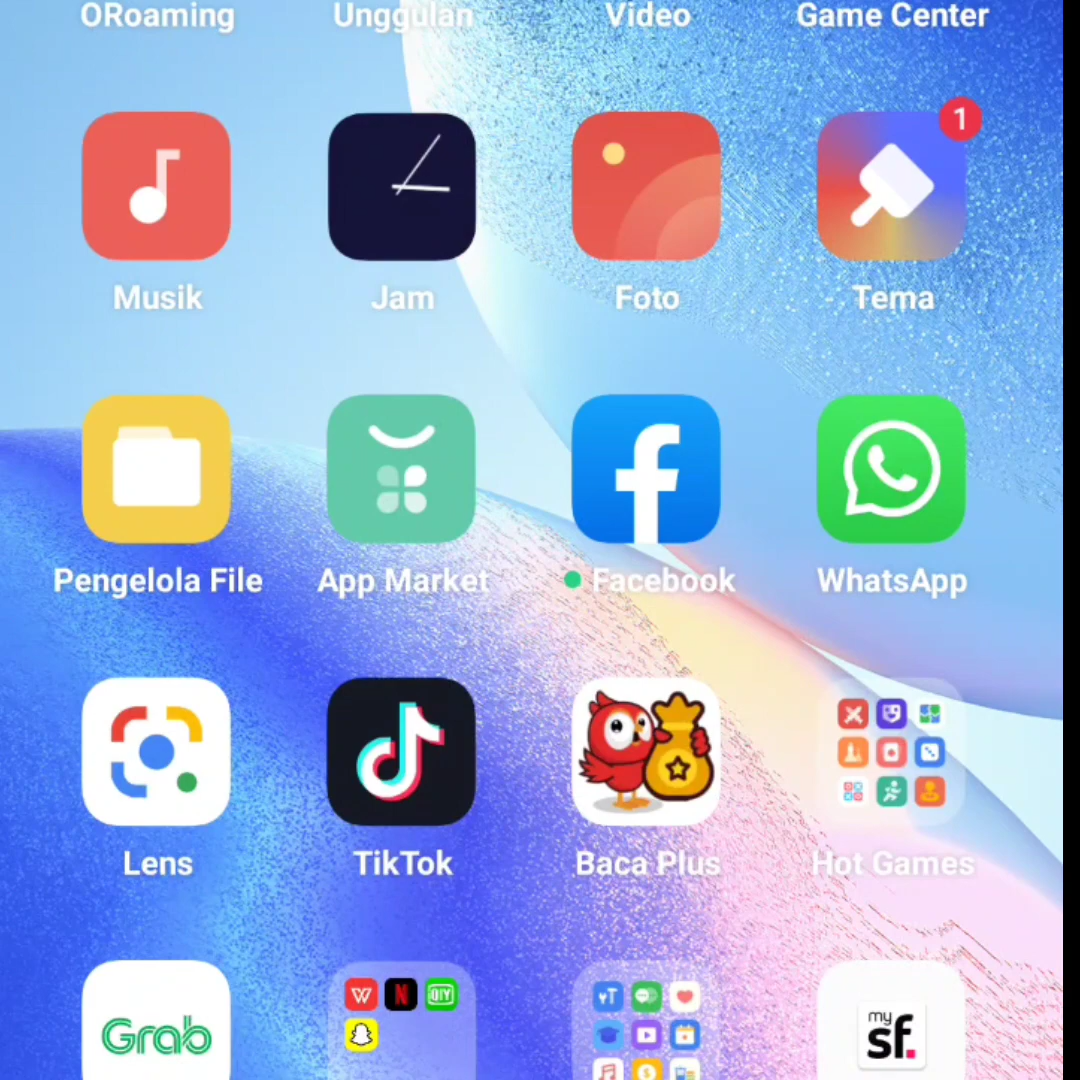 ORoaming
Unggulan
Video
Game Center
1
Musik
Jam
Foto
Tema
Pengelola File
App Market
Facebook
WhatsApp
Lens
TikTok
Baca Plus
Hot Games
Grab
W
N
QIY
my
sf.